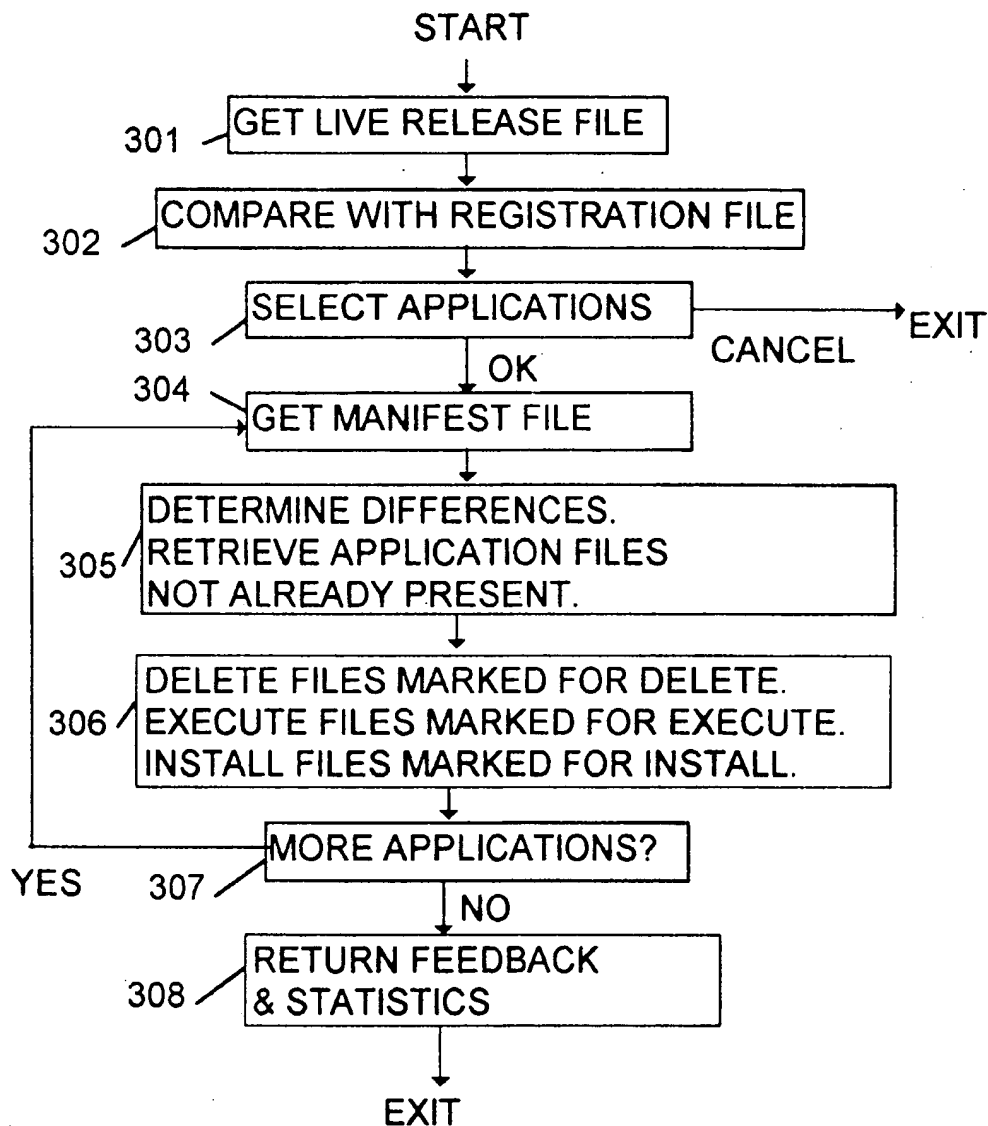 START
301
GET LIVE RELEASE FILE
302
COMPARE WITH REGISTRATION FILE
303
SELECT APPLICATIONS
EXIT
CANCEL
OK
304
GET MANIFEST FILE
305
DETERMINE DIFFERENCES.
RETRIEVE APPLICATION FILES
NOT ALREADY PRESENT.
306
DELETE FILES MARKED FOR DELETE.
EXECUTE FILES MARKED FOR EXECUTE.
INSTALL FILES MARKED FOR INSTALL.
YES
307
MORE APPLICATIONS?
NO
308
RETURN FEEDBACK
& STATISTICS
EXIT